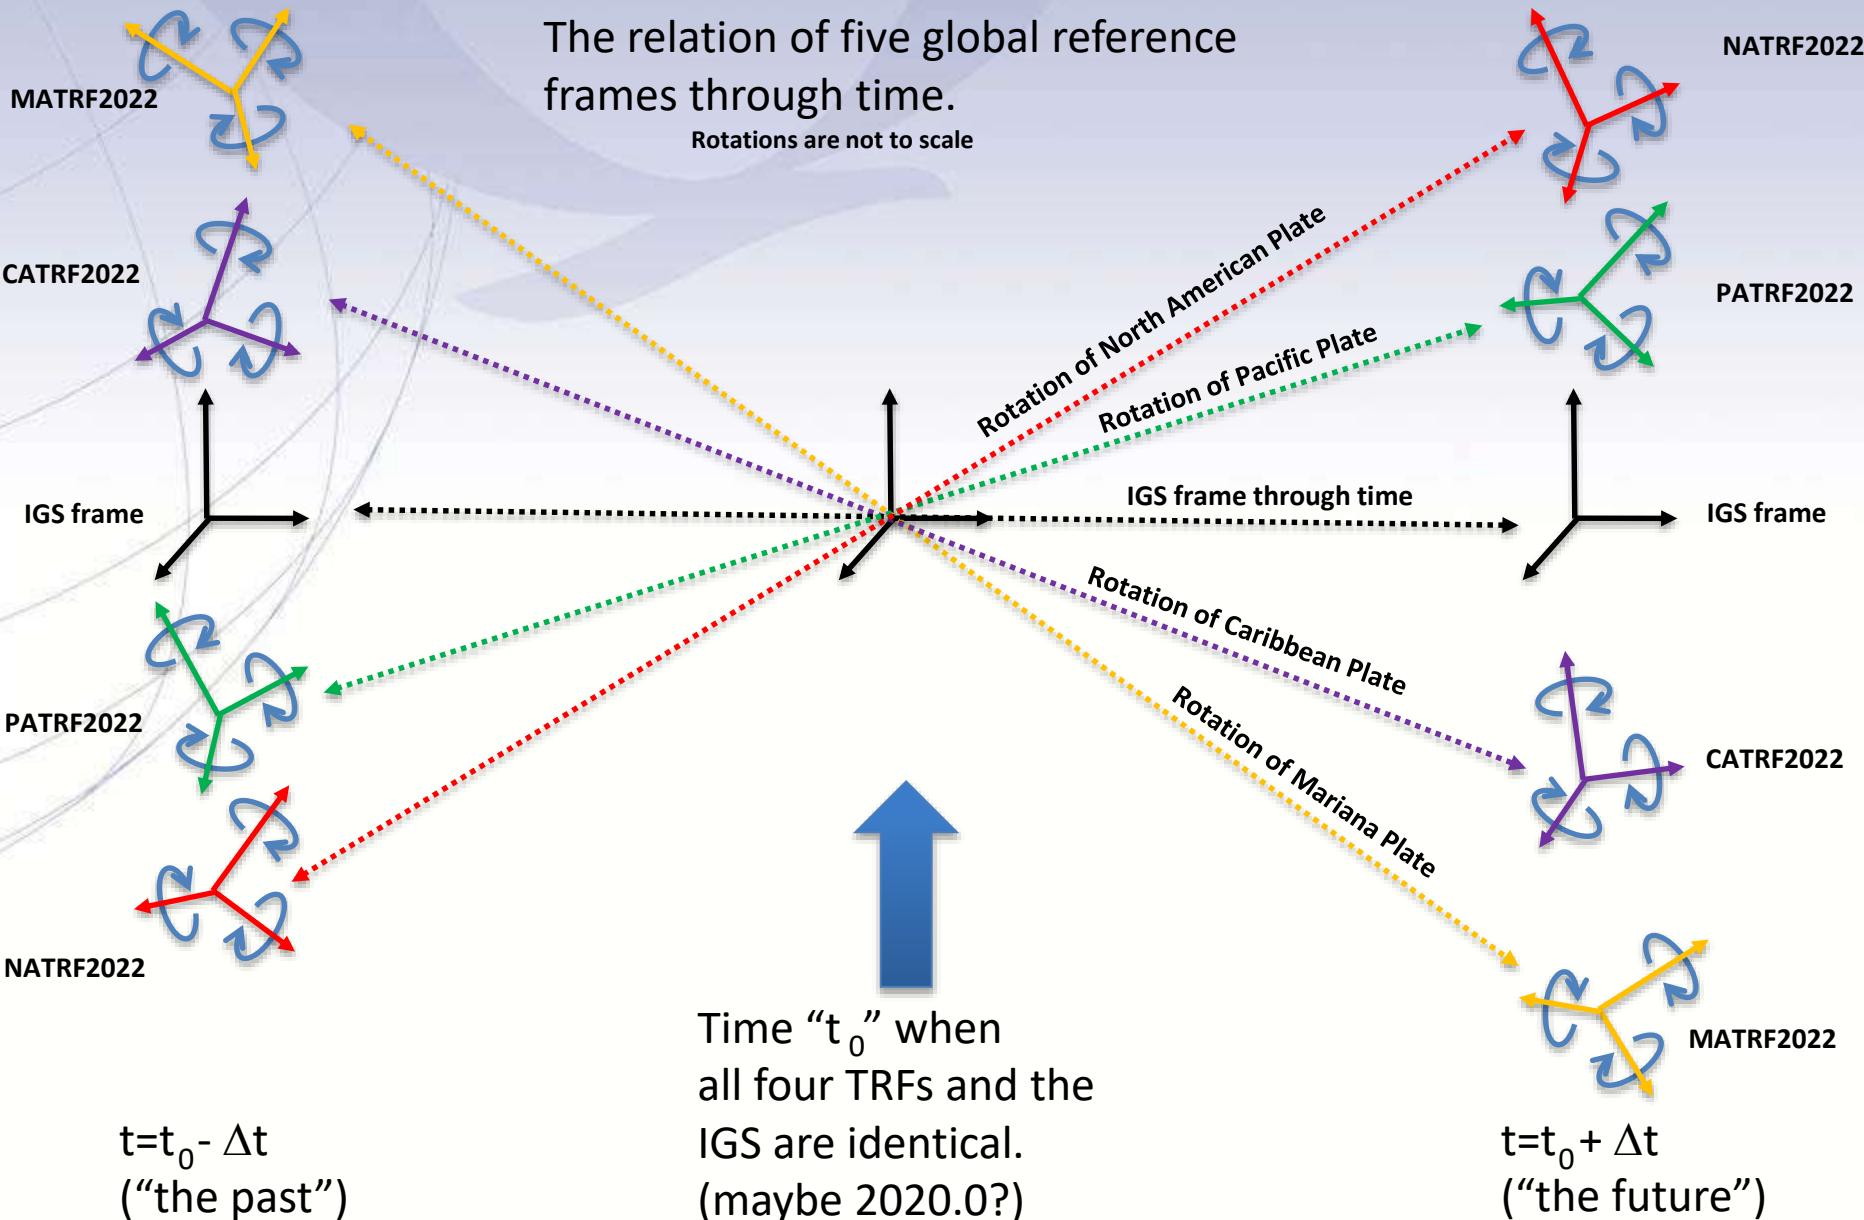 The relation of five global reference
frames through time.
Rotations are not to scale
MATRF2022
CATRF2022
IGS frame
PATRF2022
NATRF2022
Rotation of North American Plate
Rotation of Pacific Plate
IGS frame through time
Rotation of Caribbean Plate
Rotation of Mariana Plate
NATRF2022
PATRF2022
IGS frame
CATRF2022
MATRF2022
t=t0- Δt
(“the past”)
Time “t0” when
all four TRFs and the
IGS are identical.
(maybe 2020.0?)
t=t0+ Δt
(“the future”)